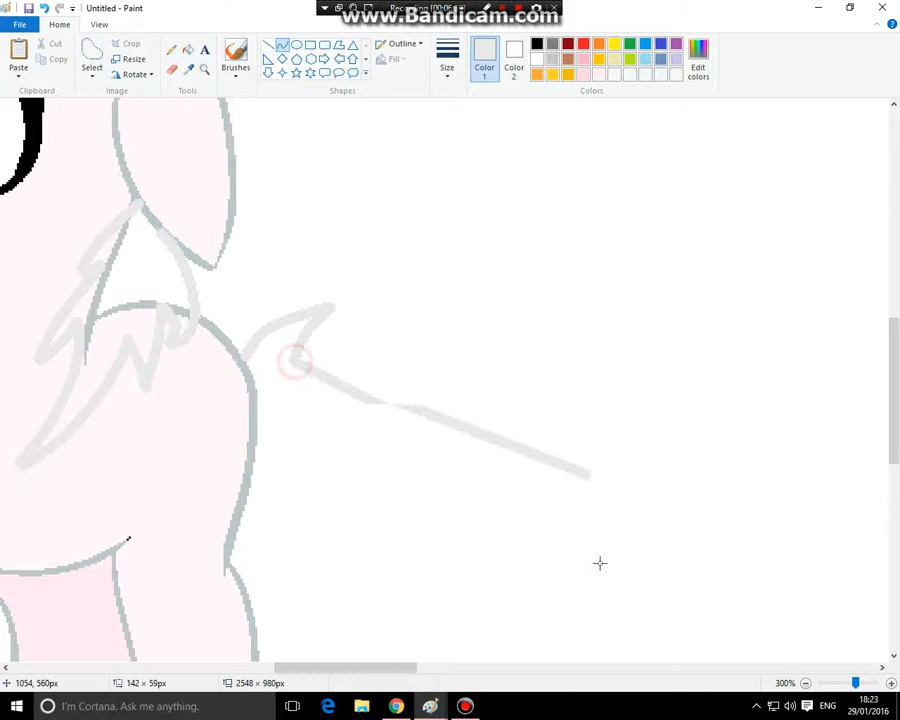 Untitled - Paint
www.Bandicam.com
File
Home
View
Paste
Cut
Copy
Clipboard
Select
Crop
Resize
Rotate
Image
A
Tools
Brushes
Outline
Fill
Shapes
Size
Color
1
Color
2
Edit
colors
Colors
1054, 560px
142 × 59px
2548 × 980px
300%
I'm Cortana. Ask me anything.
ENG
18:23
29/01/2016